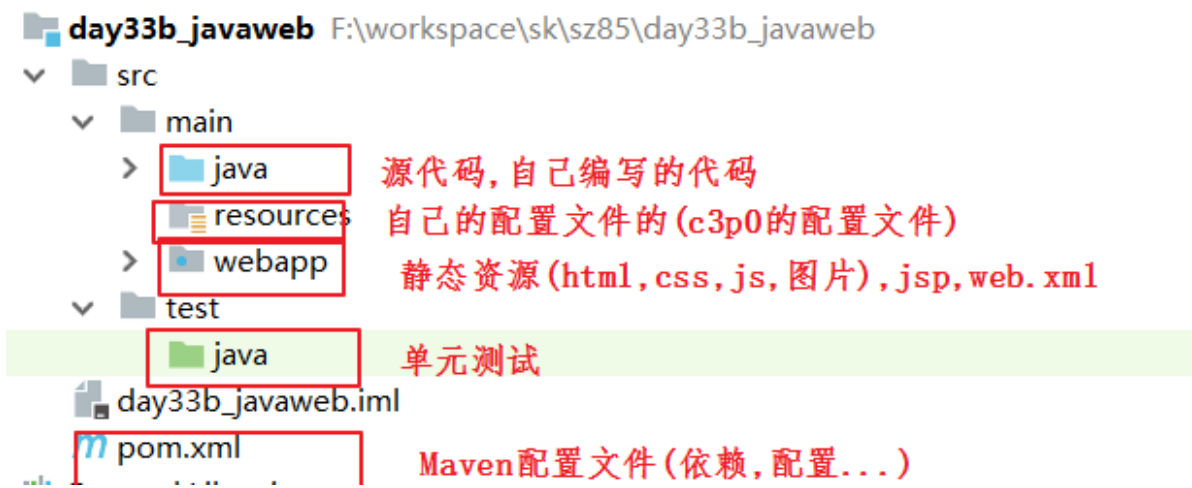 day33b_javaweb F:\workspace\sk\sz85\day33b_javaweb
src
main
java 源代码,自己编写的代码
resources 自己的配置文件的(c3p0的配置文件)
webapp 静态资源(html,css,js,图片),jsp,web.xml
test
java 单元测试
day33b_javaweb.iml
pom.xml Maven配置文件(依赖,配置...)